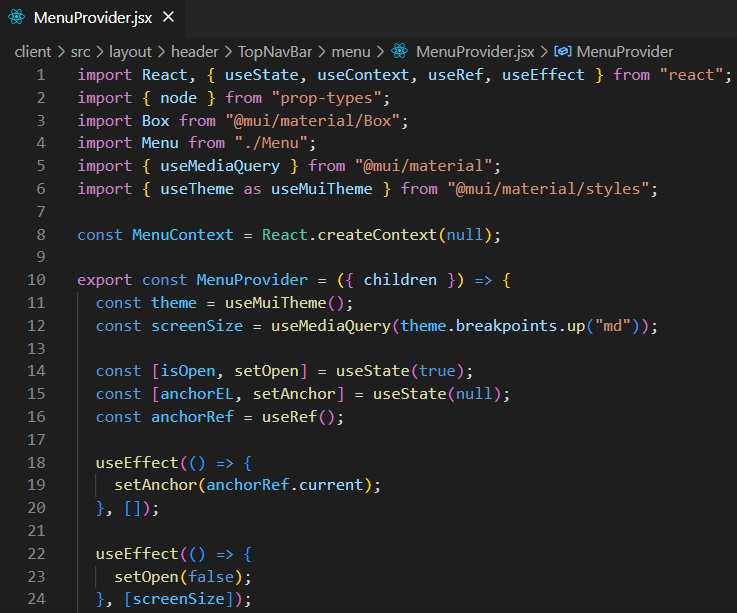 MenuProvider.jsx
client > src > layout > header > TopNavBar > menu > MenuProvider.jsx > MenuProvider
1 import React, { useState, useContext, useRef, useEffect } from "react";
2 import { node } from "prop-types";
3 import Box from "@mui/material/Box";
4 import Menu from "./Menu";
5 import { useMediaQuery } from "@mui/material";
6 import { useTheme as useMuiTheme } from "@mui/material/styles";
7
8 const MenuContext = React.createContext(null);
9
10 export const MenuProvider = ({ children }) => {
11   const theme = useMuiTheme();
12   const screenSize = useMediaQuery(theme.breakpoints.up("md"));
13
14   const [isOpen, setOpen] = useState(true);
15   const [anchorEL, setAnchor] = useState(null);
16   const anchorRef = useRef();
17
18   useEffect(() => {
19     setAnchor(anchorRef.current);
20   }, []);
21
22   useEffect(() => {
23     setOpen(false);
24   }, [screenSize]);